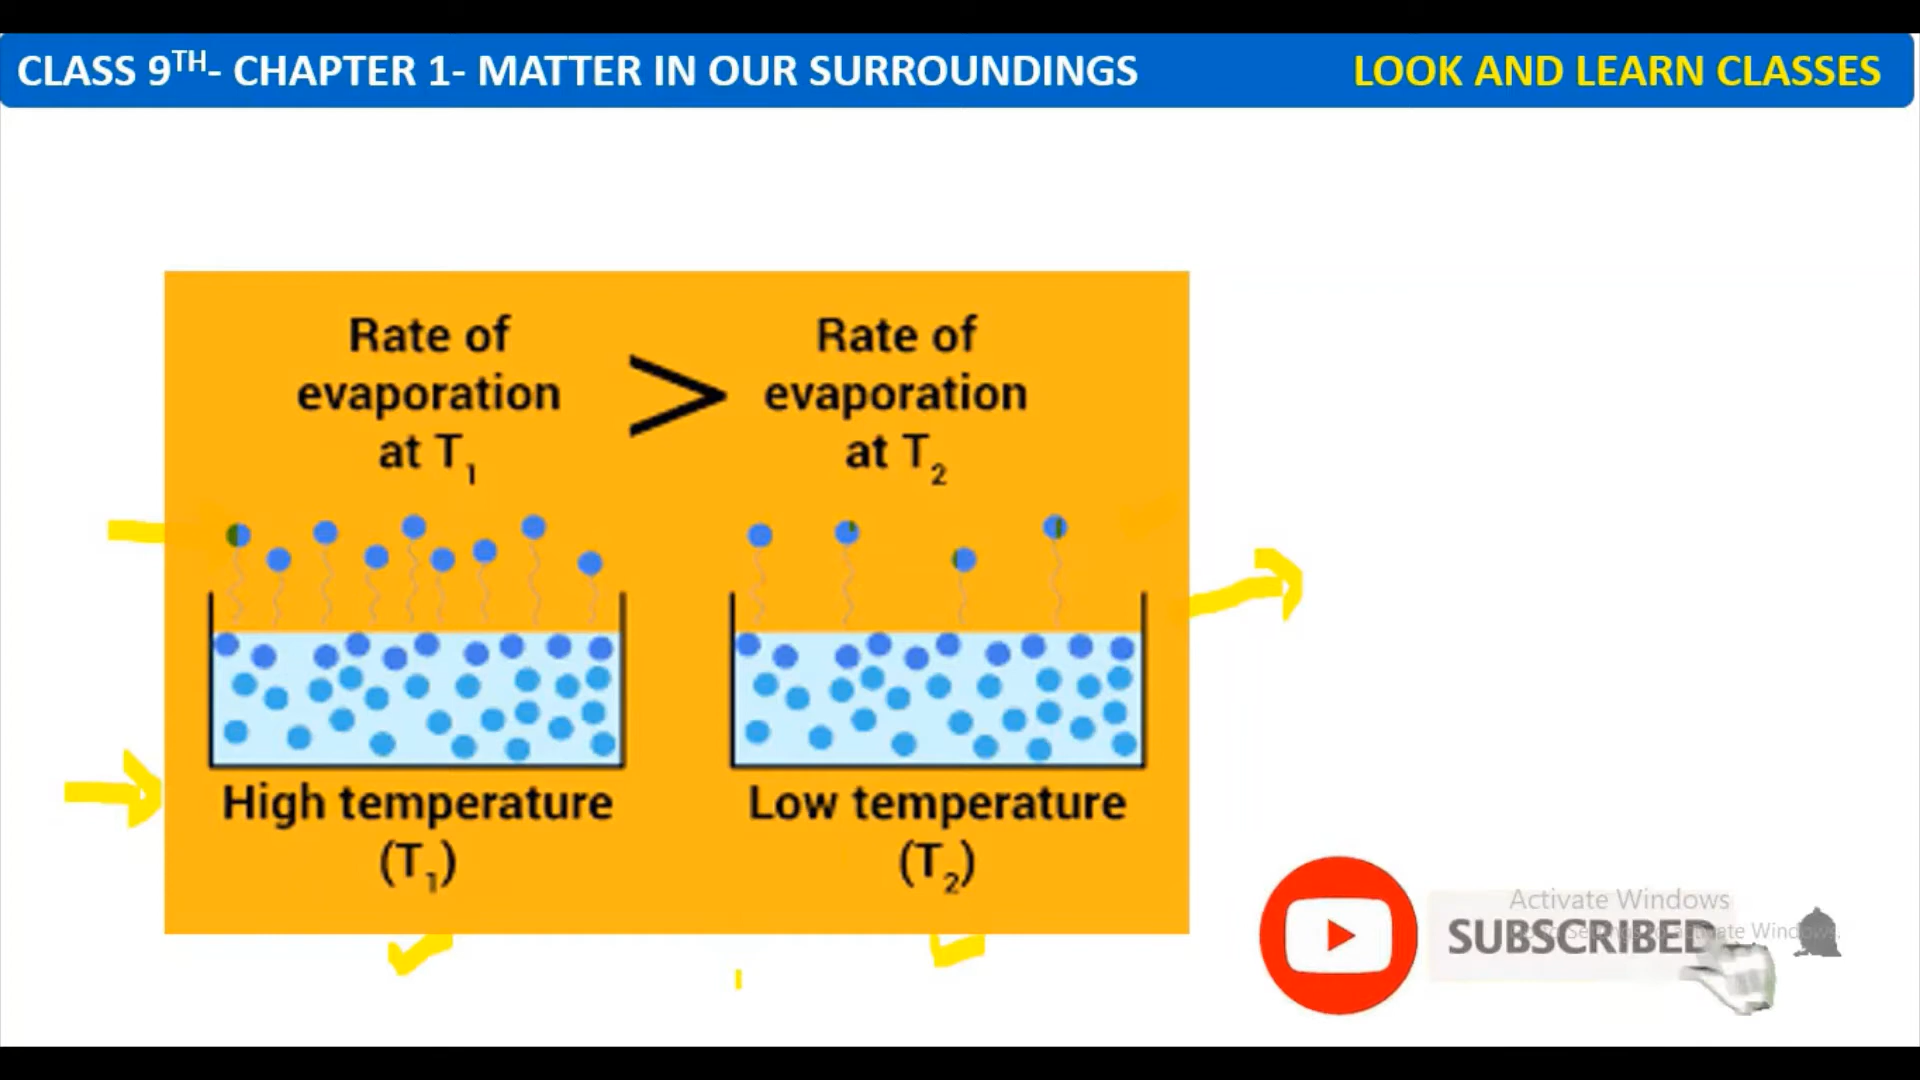 CLASS 9TH- CHAPTER 1- MATTER IN OUR SURROUNDINGS
LOOK AND LEARN CLASSES
Rate of
evaporation
at T1
>
Rate of
evaporation
at T2
High temperature
(T1)
Low temperature
(T2)
Activate Windows
SUBSCRIBED